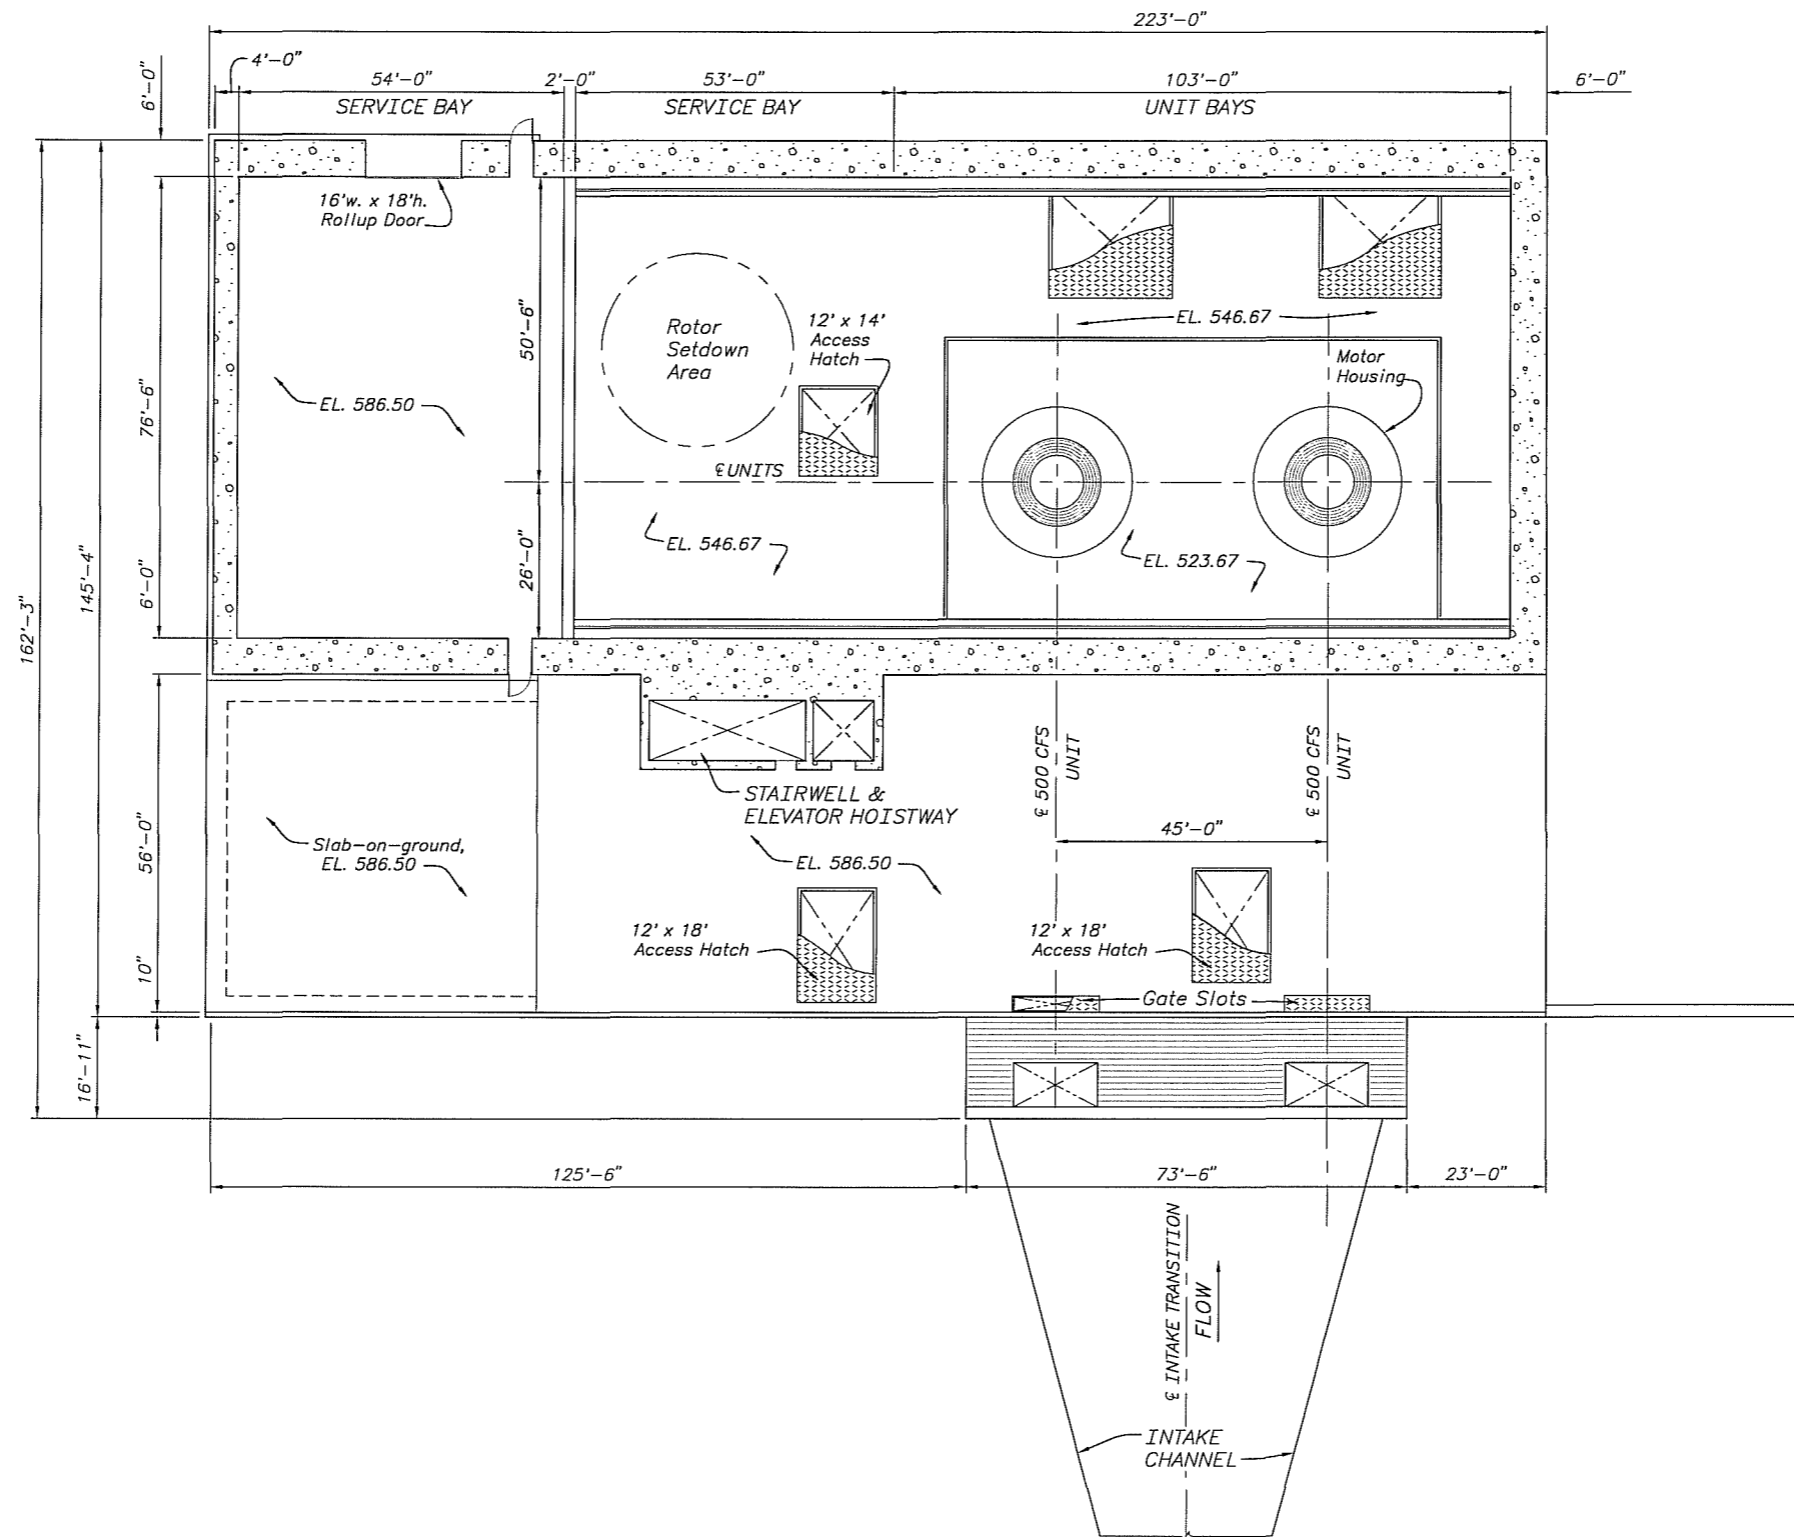 223'-0"
4'-0"
54'-0"
2'-0"
53'-0"
103'-0"
6'-0"
6'-0"
SERVICE BAY
SERVICE BAY
UNIT BAYS
16'w. x 18'h.
Rollup Door
Rotor
Setdown
Area
12' x 14'
Access
Hatch
EL. 546.67
Motor
Housing
50'-6"
EL. 586.50
76'-6"
℄ UNITS
EL. 546.67
EL. 523.67
26'-0"
6'-0"
145'-4"
162'-3"
STAIRWELL &
ELEVATOR HOISTWAY
℄ 500 CFS
UNIT
℄ 500 CFS
UNIT
45'-0"
Slab-on-ground,
EL. 586.50
EL. 586.50
56'-0"
12' x 18'
Access Hatch
12' x 18'
Access Hatch
10"
Gate Slots
16'-11"
125'-6"
73'-6"
23'-0"
℄ INTAKE TRANSITION
FLOW
INTAKE
CHANNEL